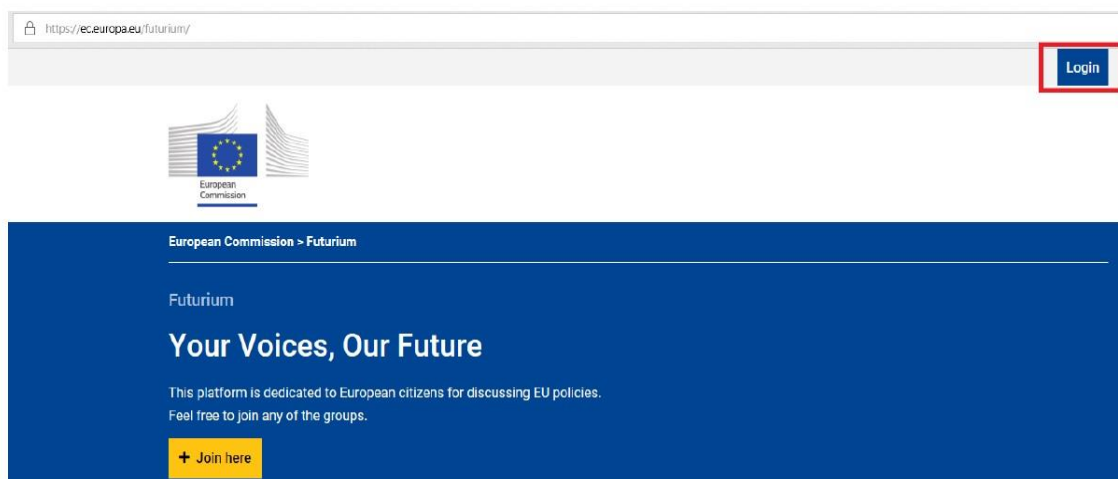 https://ec.europa.eu/futurium/
Login
European
Commission
European Commission > Futurium
Futurium
Your Voices, Our Future
This platform is dedicated to European citizens for discussing EU policies.
Feel free to join any of the groups.
+ Join here